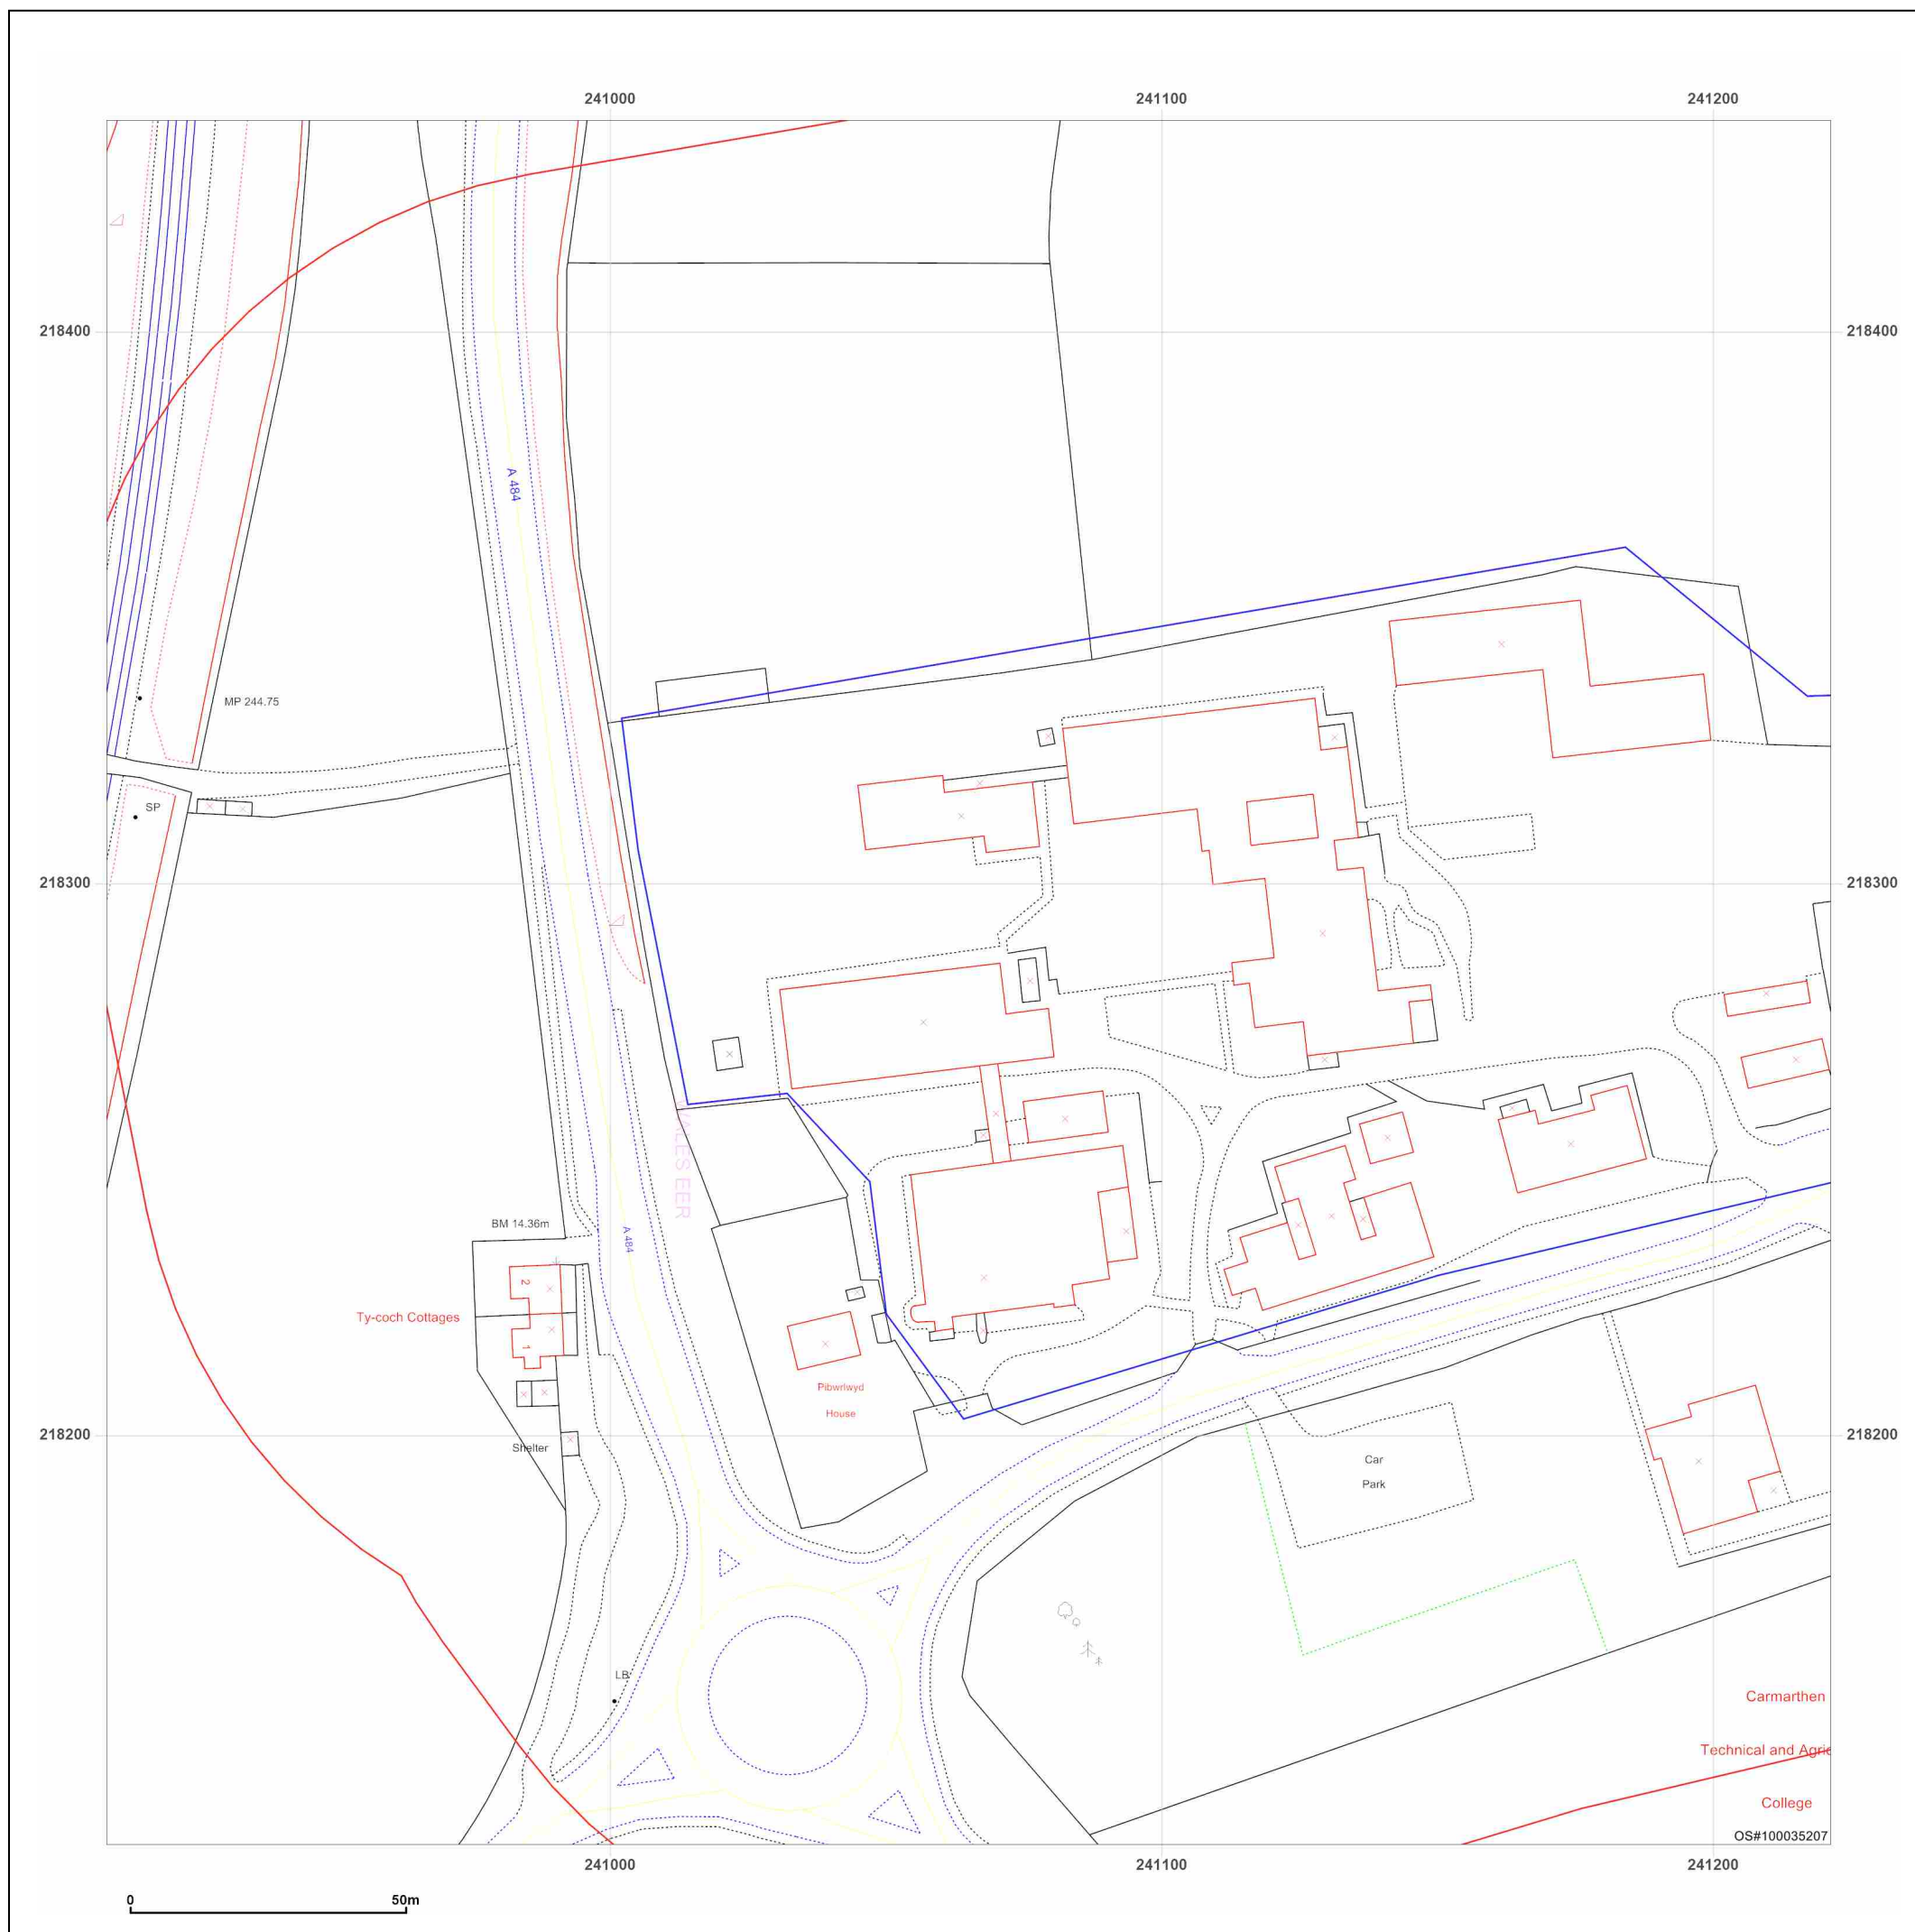 241000
241100
241200
218400
218400
A 484
MP 244.75
SP
218300
218300
WALES EER
BM 14.36m
A 484
2
Ty-coch Cottages
1
Pibwrlwyd
House
218200
218200
Shelter
Car
Park
LB
Carmarthen
Technical and Agric
College
OS#100035207
241000
241100
241200
0
50m